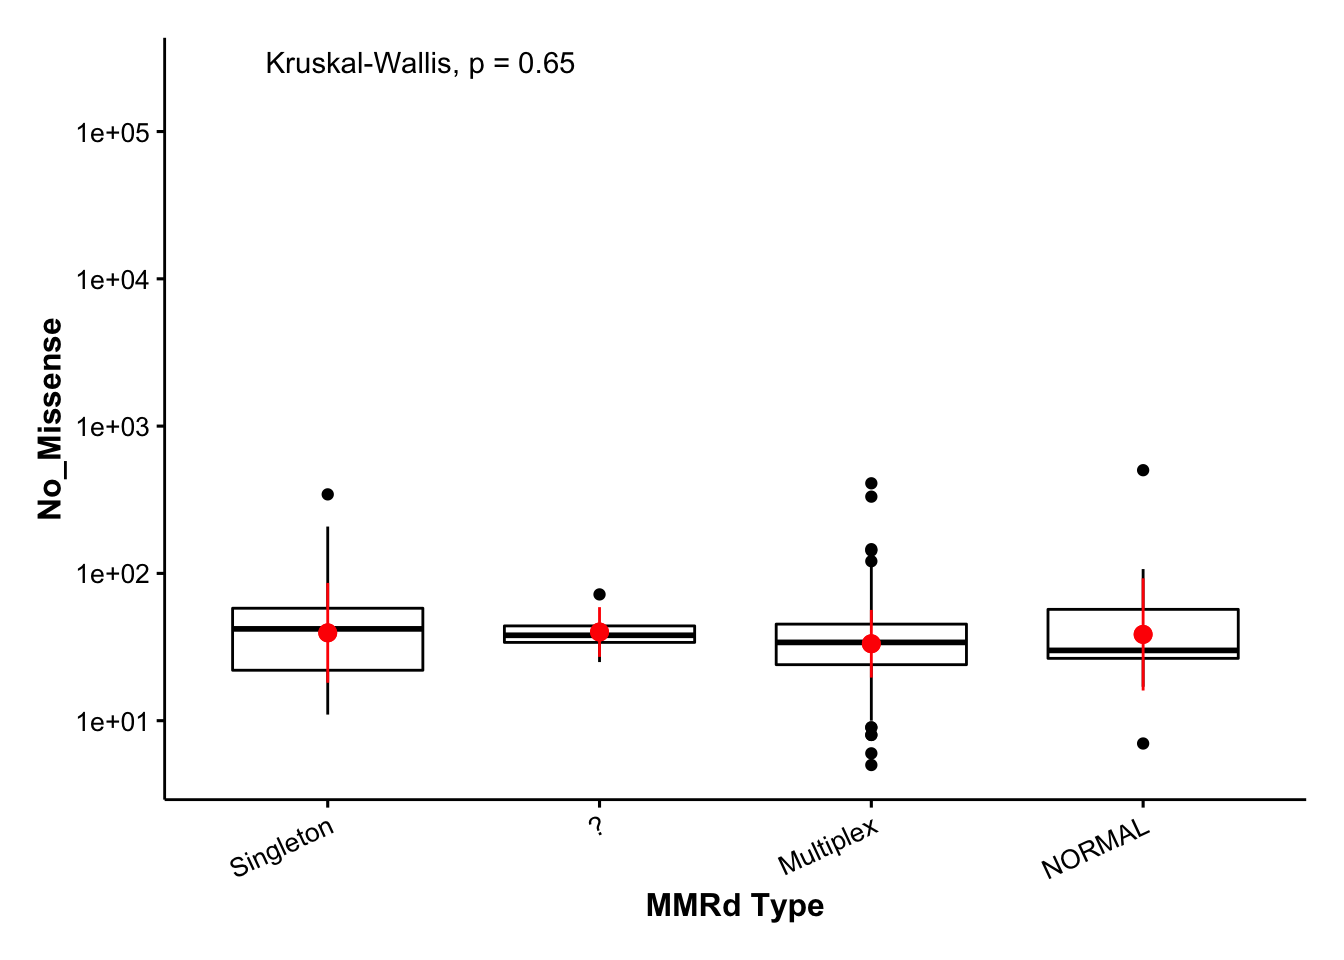 Kruskal-Wallis, p = 0.65
1e+05
1e+04
1e+03
1e+02
1e+01
No_Missense
Singleton
?
Multiplex
NORMAL
MMRd Type